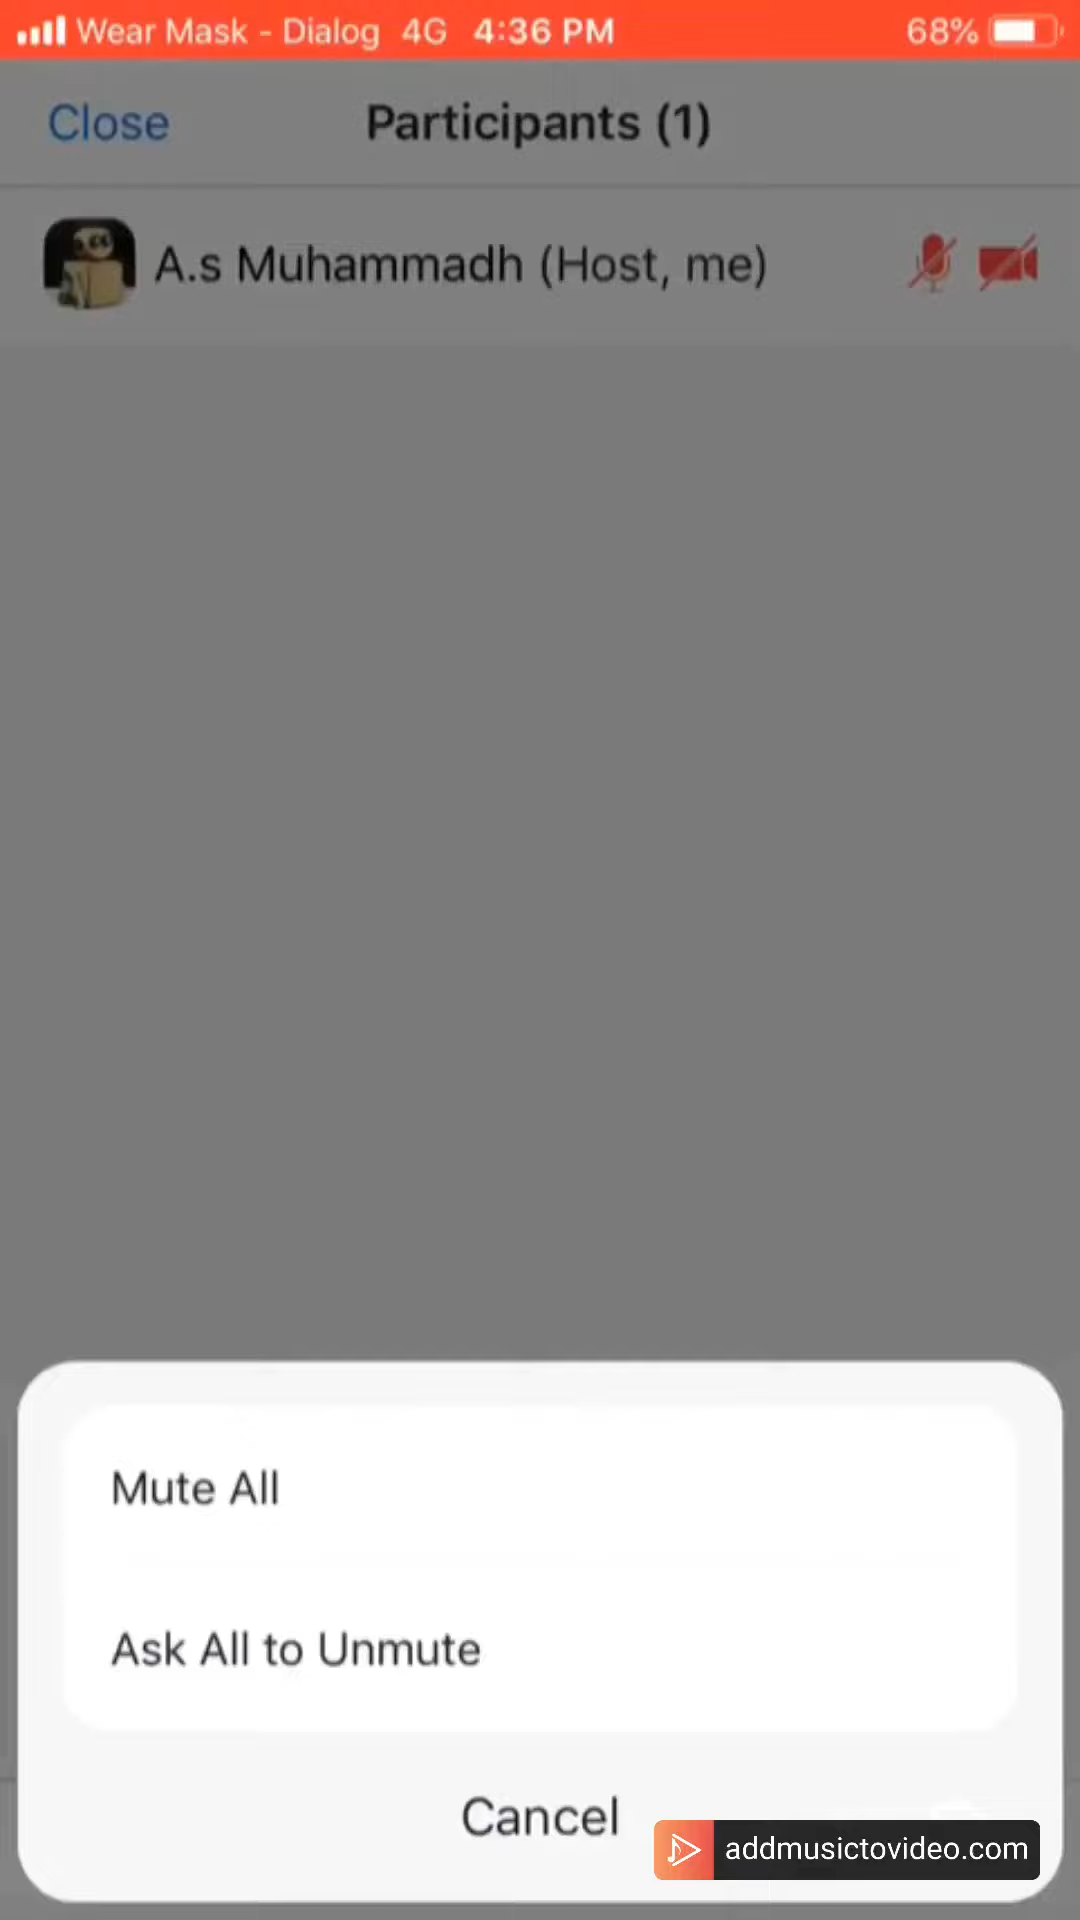 Wear Mask - Dialog 4G 4:36 PM 68%
Close Participants (1)
A.s Muhammadh (Host, me)
Mute All
Ask All to Unmute
Cancel
addmusictovideo.com